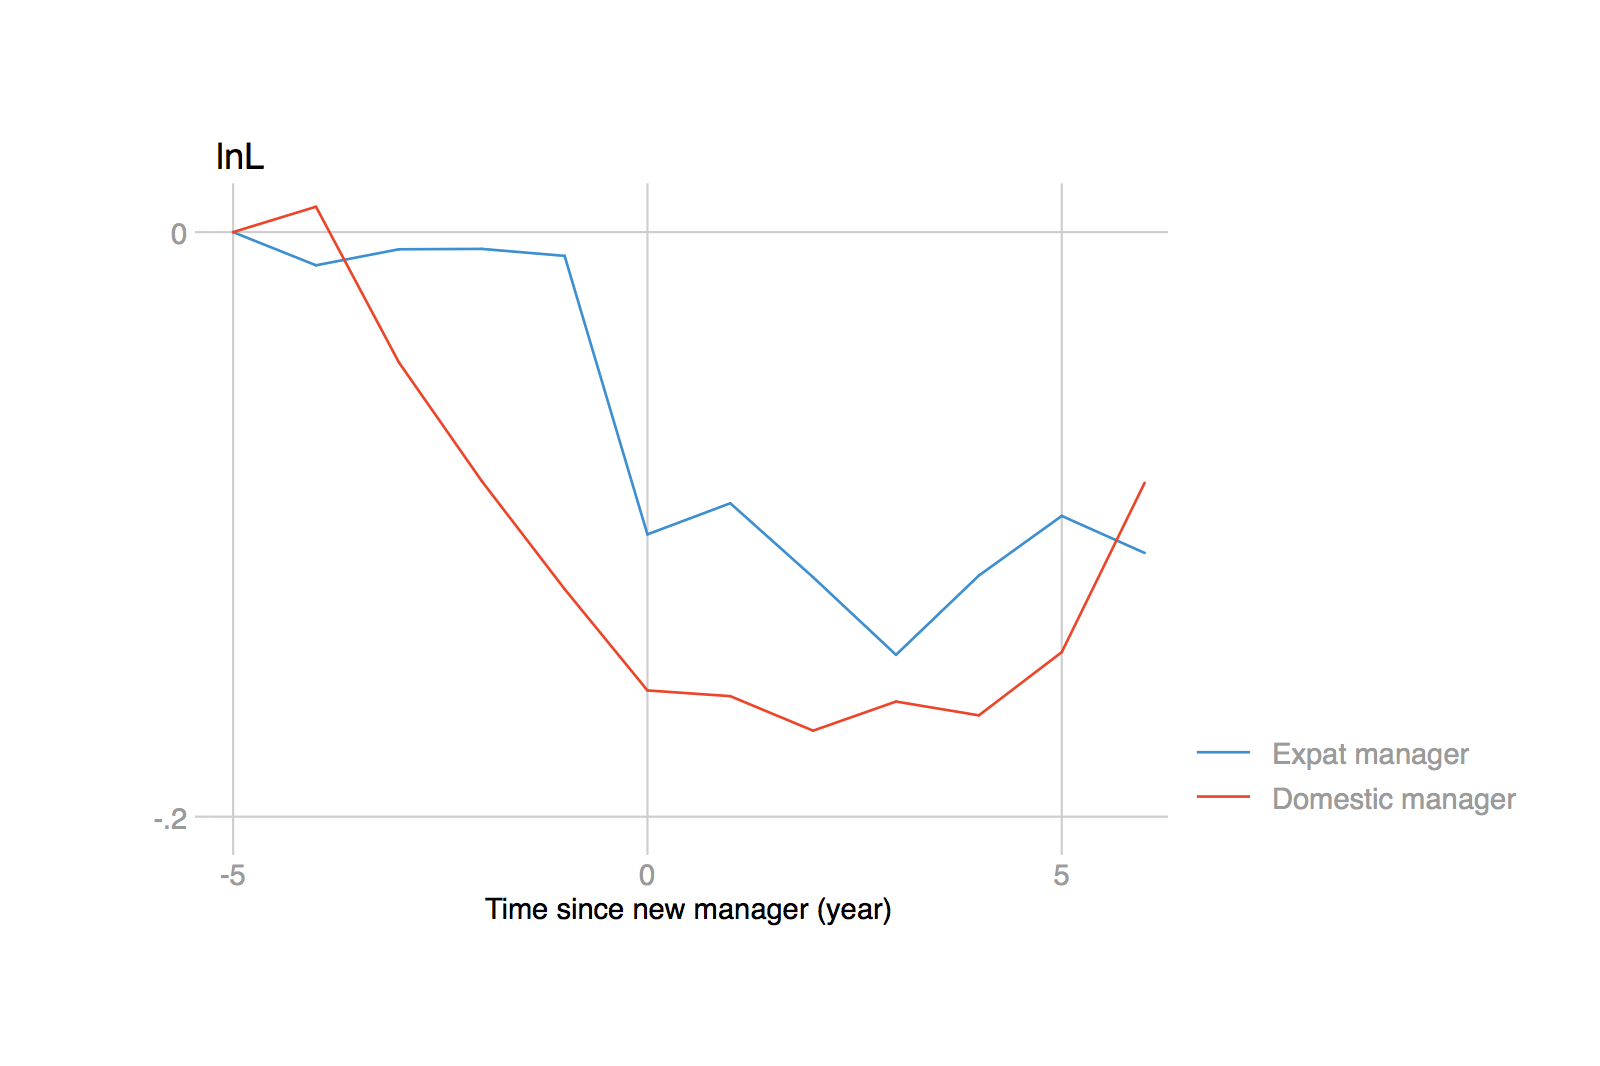 lnL
0
-.2
-5 0 5
Time since new manager (year)
Expat manager
Domestic manager